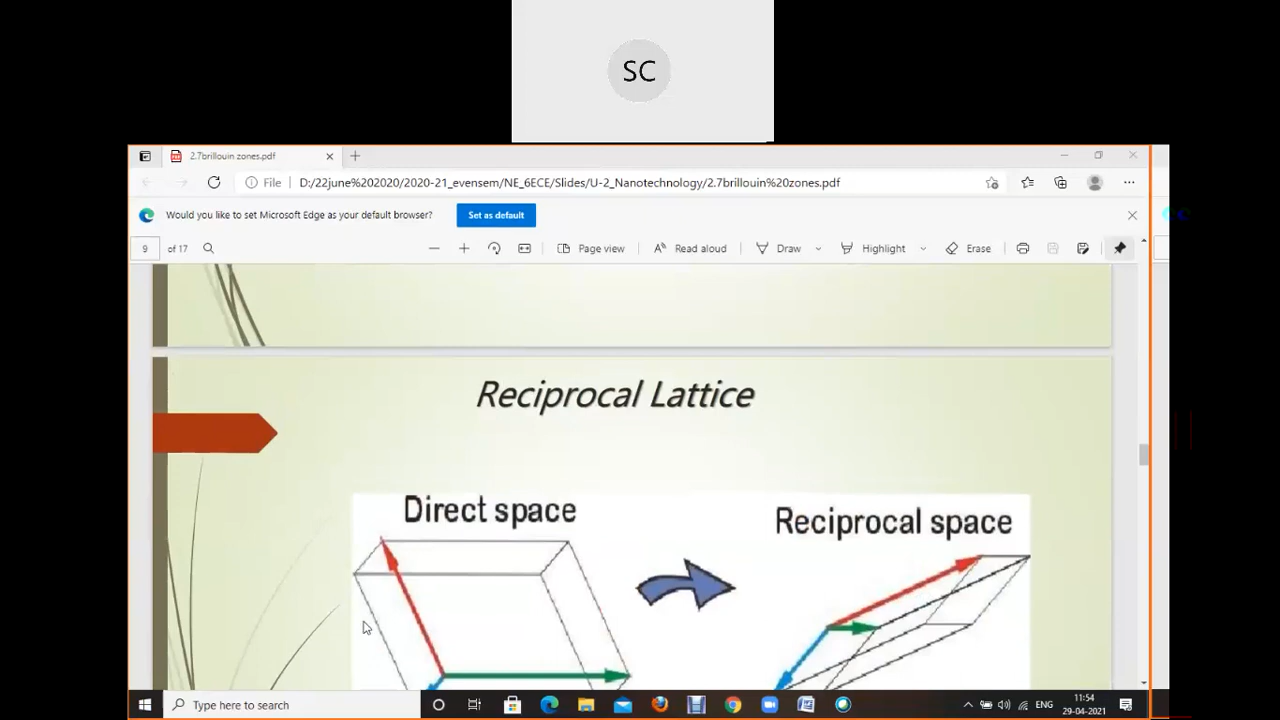 SC
2.7brillouin zones.pdf
File D:/22june%202020/2020-21_evensem/NE_6ECE/Slides/U-2_Nanotechnology/2.7brillouin%20zones.pdf
Would you like to set Microsoft Edge as your default browser? Set as default
9 of 17 Page view Read aloud Draw Highlight Erase
Reciprocal Lattice
Direct space
Reciprocal space
Type here to search
ENG
11:54
29-04-2021